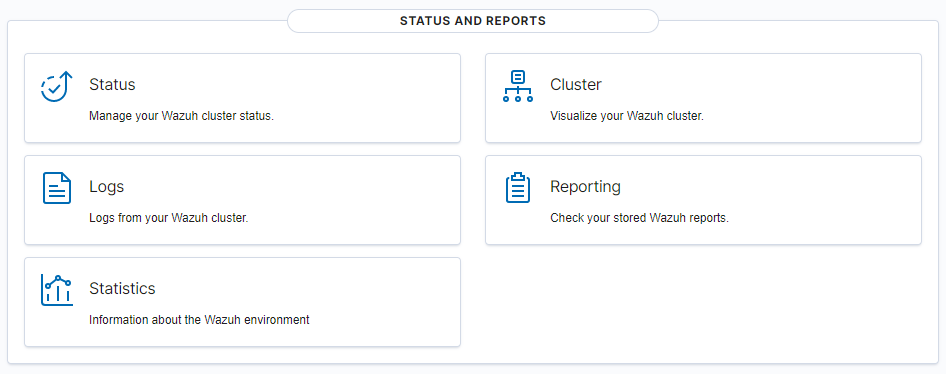 STATUS AND REPORTS
Status
Manage your Wazuh cluster status.
Cluster
Visualize your Wazuh cluster.
Logs
Logs from your Wazuh cluster.
Reporting
Check your stored Wazuh reports.
Statistics
Information about the Wazuh environment